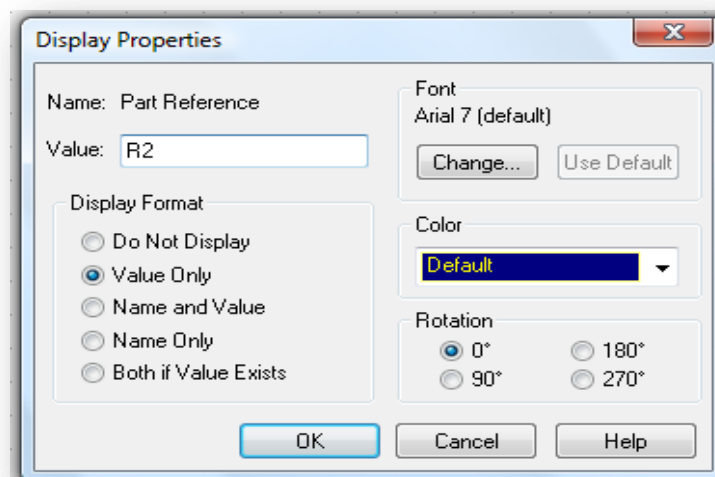 Display Properties
Name: Part Reference
Value: R2
Display Format
Do Not Display
Value Only
Name and Value
Name Only
Both if Value Exists
Font
Arial 7 (default)
Change... Use Default
Color
Default
Rotation
0° 180°
90° 270°
OK Cancel Help